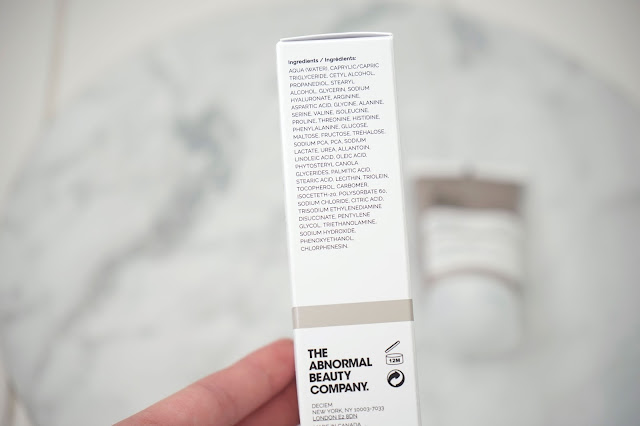 Ingredients / Ingrédients:
AQUA (WATER), CAPRYLIC/CAPRIC
TRIGLYCERIDE, CETYL ALCOHOL,
PROPANEDIOL, STEARYL
ALCOHOL, GLYCERIN, SODIUM
HYALURONATE, ARGININE,
ASPARTIC ACID, GLYCINE, ALANINE,
SERINE, VALINE, ISOLEUCINE,
PROLINE, THREONINE, HISTIDINE,
PHENYLALANINE, GLUCOSE,
MALTOSE, FRUCTOSE, TREHALOSE,
SODIUM PCA, PCA, SODIUM
LACTATE, UREA, ALLANTOIN,
LINOLEIC ACID, OLEIC ACID,
PHYTOSTERYL CANOLA
GLYCERIDES, PALMITIC ACID,
STEARIC ACID, LECITHIN, TRIOLEIN,
TOCOPHEROL, CARBOMER,
ISOCETETH-20, POLYSORBATE 60,
SODIUM CHLORIDE, CITRIC ACID,
TRISODIUM ETHYLENEDIAMINE
DISUCCINATE, PENTYLENE
GLYCOL, TRIETHANOLAMINE,
SODIUM HYDROXIDE,
PHENOXYETHANOL,
CHLORPHENESIN.
THE
ABNORMAL
BEAUTY
COMPANY.
12M
DECIEM
NEW YORK, NY 10003-7033
LONDON E2 8DN
MADE IN CANADA